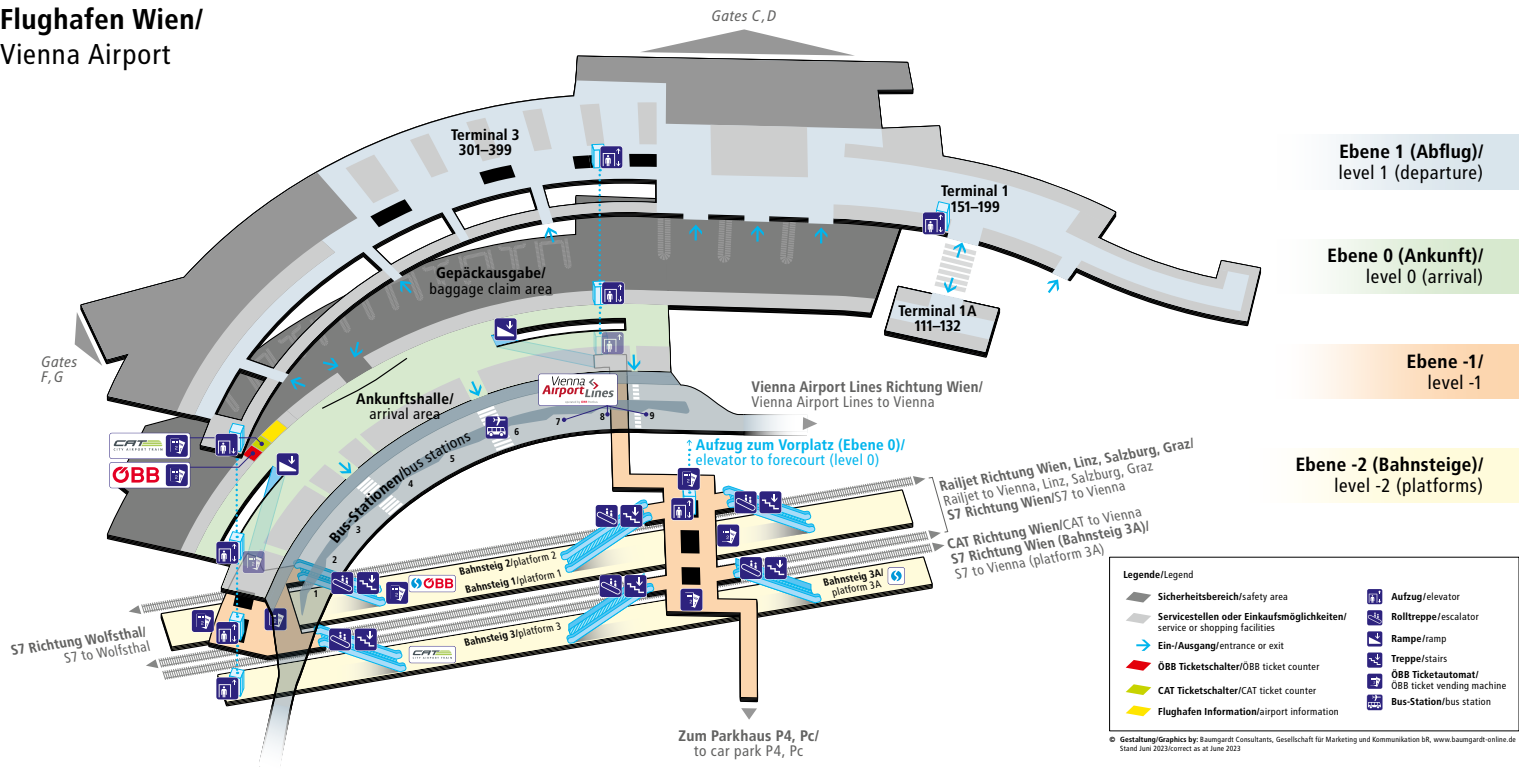 Flughafen Wien/
Vienna Airport
Gates C,D
Terminal 3
301–399
Terminal 1
151–199
Terminal 1A
111–132
Gepäckausgabe/
baggage claim area
Gates
F,G
Ankunftshalle/
arrival area
Vienna
Airport Lines
Vienna Airport Lines Richtung Wien/
Vienna Airport Lines to Vienna
CAT
CITY AIRPORT TRAIN
ÖBB
Bus-Stationen/bus stations
1
2
3
4
5
6
7
8
9
Aufzug zum Vorplatz (Ebene 0)/
elevator to forecourt (level 0)
Railjet Richtung Wien, Linz, Salzburg, Graz/
Railjet to Vienna, Linz, Salzburg, Graz
S7 Richtung Wien/S7 to Vienna
CAT Richtung Wien/CAT to Vienna
S7 Richtung Wien (Bahnsteig 3A)/
S7 to Vienna (platform 3A)
Bahnsteig 2/platform 2
Bahnsteig 1/platform 1
ÖBB
Bahnsteig 3A/
platform 3A
Bahnsteig 3/platform 3
CAT
CITY AIRPORT TRAIN
S7 Richtung Wolfsthal/
S7 to Wolfsthal
Zum Parkhaus P4, Pc/
to car park P4, Pc
Ebene 1 (Abflug)/
level 1 (departure)
Ebene 0 (Ankunft)/
level 0 (arrival)
Ebene -1/
level -1
Ebene -2 (Bahnsteige)/
level -2 (platforms)
Legende/Legend
Sicherheitsbereich/safety area
Servicestellen oder Einkaufsmöglichkeiten/
service or shopping facilities
Ein-/Ausgang/entrance or exit
ÖBB Ticketschalter/ÖBB ticket counter
CAT Ticketschalter/CAT ticket counter
Flughafen Information/airport information
Aufzug/elevator
Rolltreppe/escalator
Rampe/ramp
Treppe/stairs
ÖBB Ticketautomat/
ÖBB ticket vending machine
Bus-Station/bus station
© Gestaltung/Graphics by: Baumgardt Consultants, Gesellschaft für Marketing und Kommunikation bR, www.baumgardt-online.de
Stand Juni 2023/correct as at June 2023